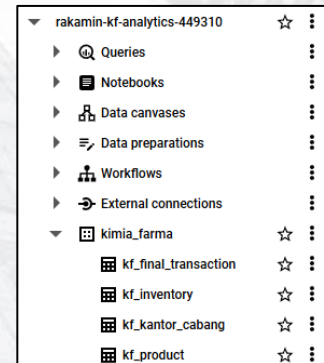 rakamin-kf-analytics-449310
Queries
Notebooks
Data canvases
Data preparations
Workflows
External connections
kimia_farma
kf_final_transaction
kf_inventory
kf_kantor_cabang
kf_product